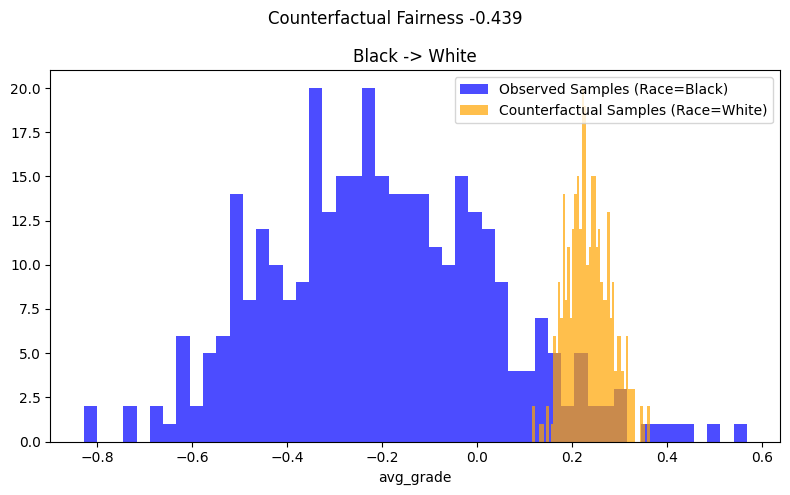 Counterfactual Fairness -0.439
Black -> White
Observed Samples (Race=Black)
Counterfactual Samples (Race=White)
20.0
17.5
15.0
12.5
10.0
7.5
5.0
2.5
0.0
−0.8 −0.6 −0.4 −0.2 0.0 0.2 0.4 0.6
avg_grade